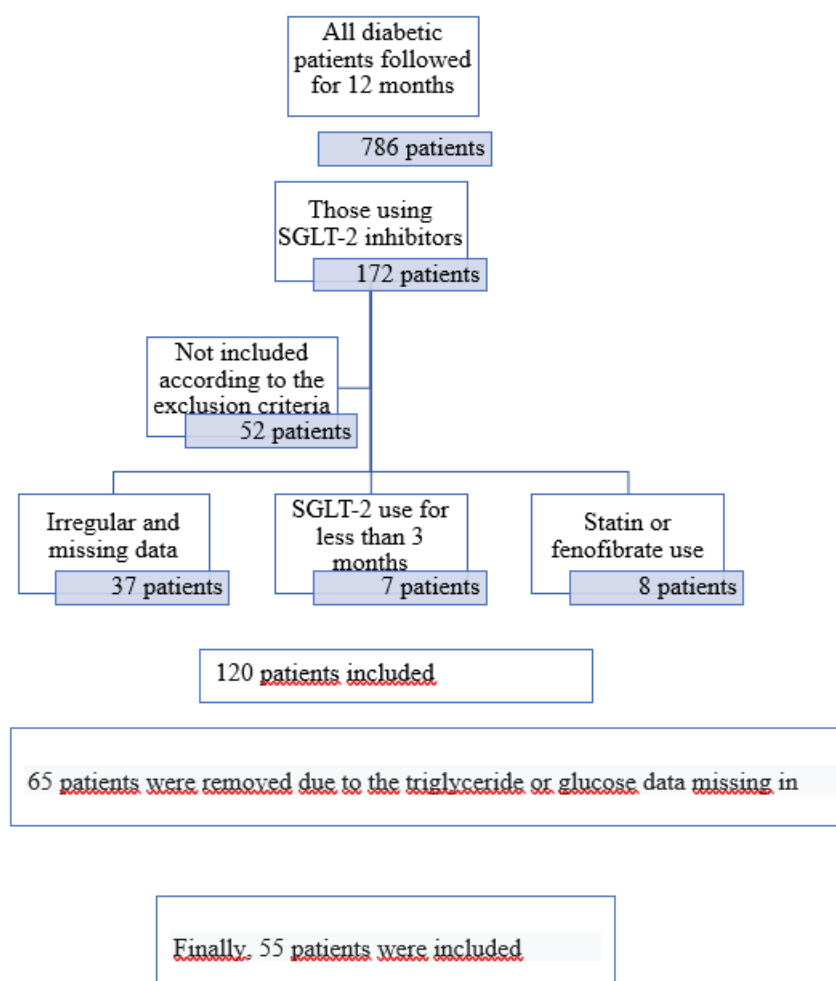 All diabetic
patients followed
for 12 months
786 patients
Those using
SGLT-2 inhibitors
172 patients
Not included
according to the
exclusion criteria
52 patients
Irregular and
missing data
37 patients
SGLT-2 use for
less than 3
months
7 patients
Statin or
fenofibrate use
8 patients
120 patients included
65 patients were removed due to the triglyceride or glucose data missing in
Finally, 55 patients were included